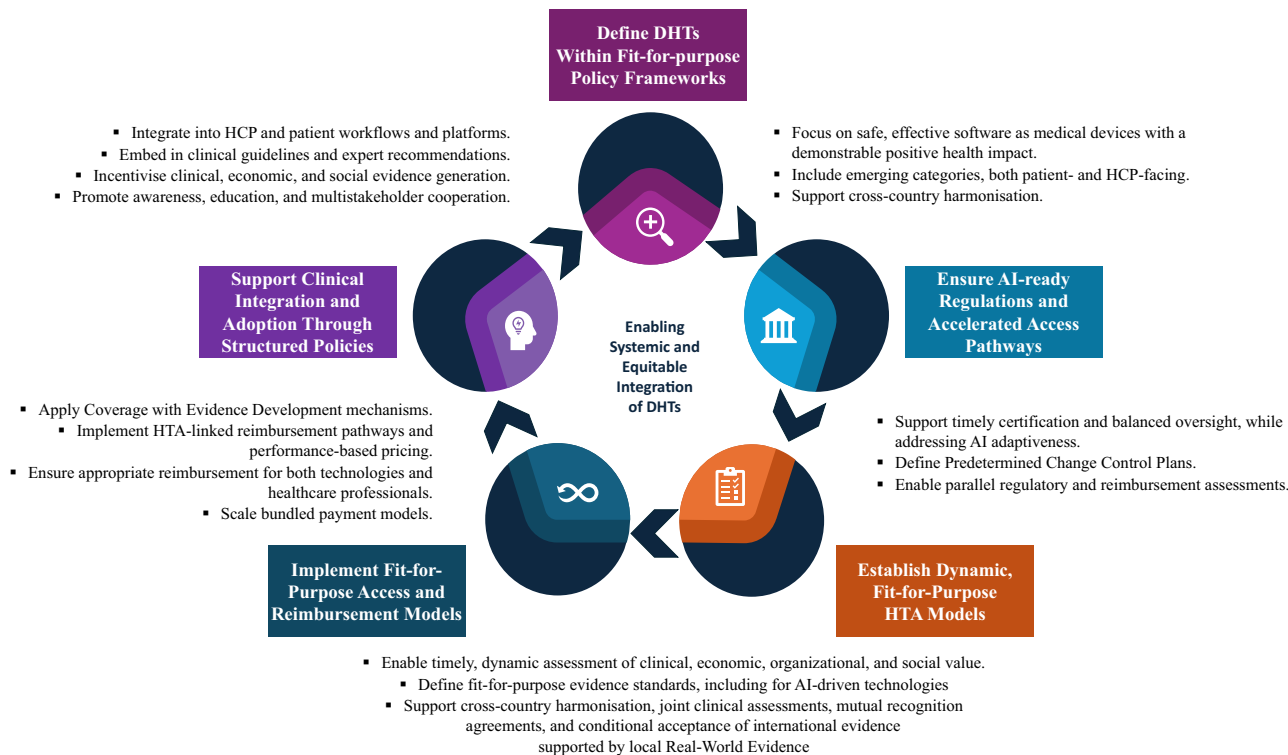 Define DHTs
Within Fit-for-purpose
Policy Frameworks
▪ Focus on safe, effective software as medical devices with a
demonstrable positive health impact.
▪ Include emerging categories, both patient- and HCP-facing.
▪ Support cross-country harmonisation.
Ensure AI-ready
Regulations and
Accelerated Access
Pathways
▪ Support timely certification and balanced oversight, while
addressing AI adaptiveness.
▪ Define Predetermined Change Control Plans.
▪ Enable parallel regulatory and reimbursement assessments.
Establish Dynamic,
Fit-for-Purpose
HTA Models
▪ Enable timely, dynamic assessment of clinical, economic, organizational, and social value.
▪ Define fit-for-purpose evidence standards, including for AI-driven technologies
▪ Support cross-country harmonisation, joint clinical assessments, mutual recognition
agreements, and conditional acceptance of international evidence
supported by local Real-World Evidence
Implement Fit-for-
Purpose Access and
Reimbursement Models
▪ Apply Coverage with Evidence Development mechanisms.
▪ Implement HTA-linked reimbursement pathways and
performance-based pricing.
▪ Ensure appropriate reimbursement for both technologies and
healthcare professionals.
▪ Scale bundled payment models.
Support Clinical
Integration and
Adoption Through
Structured Policies
▪ Integrate into HCP and patient workflows and platforms.
▪ Embed in clinical guidelines and expert recommendations.
▪ Incentivise clinical, economic, and social evidence generation.
▪ Promote awareness, education, and multistakeholder cooperation.
Enabling
Systemic and
Equitable
Integration
of DHTs